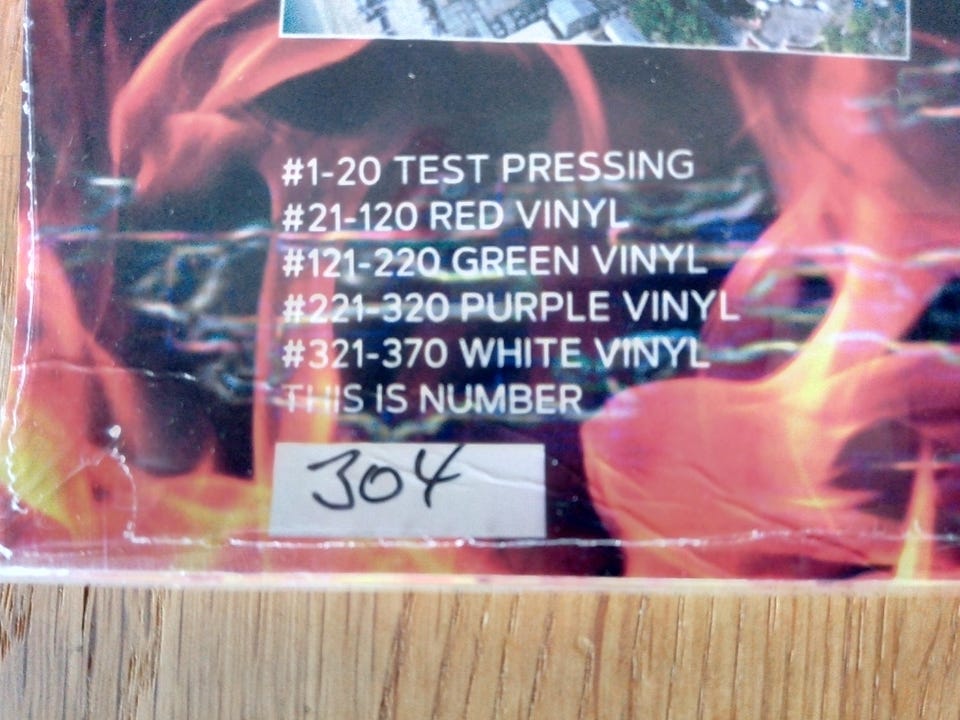 #1-20 TEST PRESSING
#21-120 RED VINYL
#121-220 GREEN VINYL
#221-320 PURPLE VINYL
#321-370 WHITE VINYL
THIS IS NUMBER
304